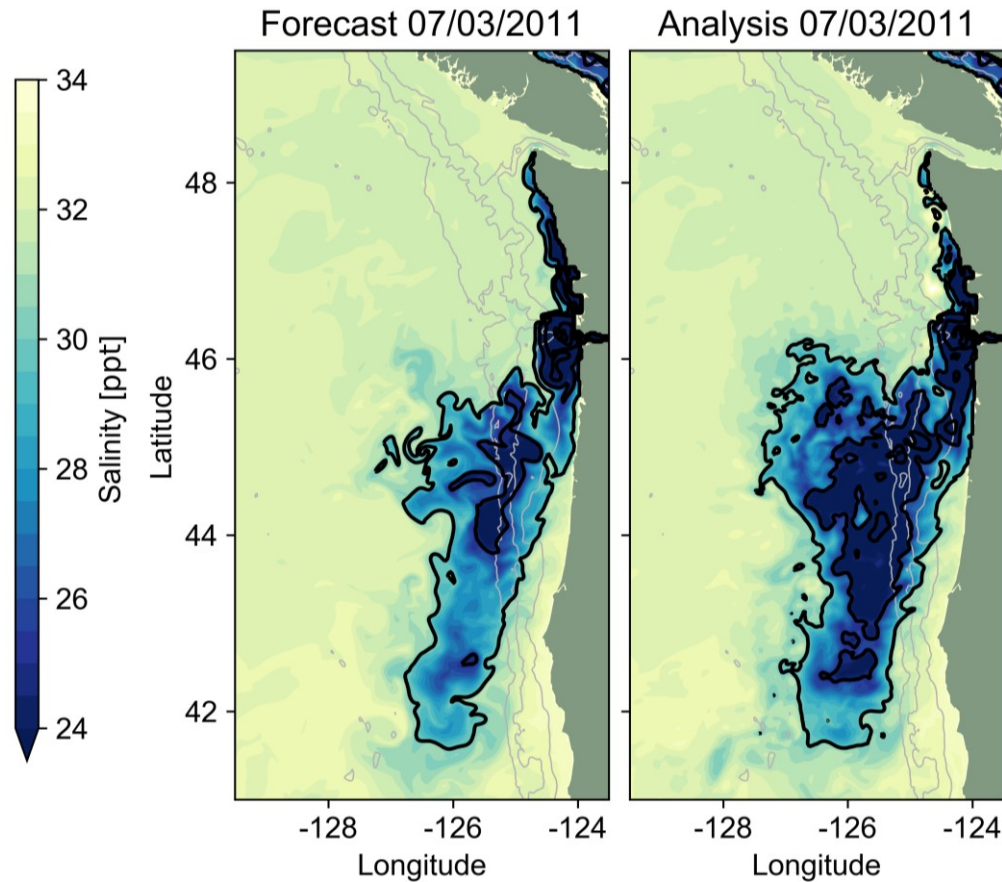 Forecast 07/03/2011
Analysis 07/03/2011
34
32
30
28
26
24
Salinity [ppt]
Latitude
48
46
44
42
-128
-126
-124
-128
-126
-124
Longitude
Longitude